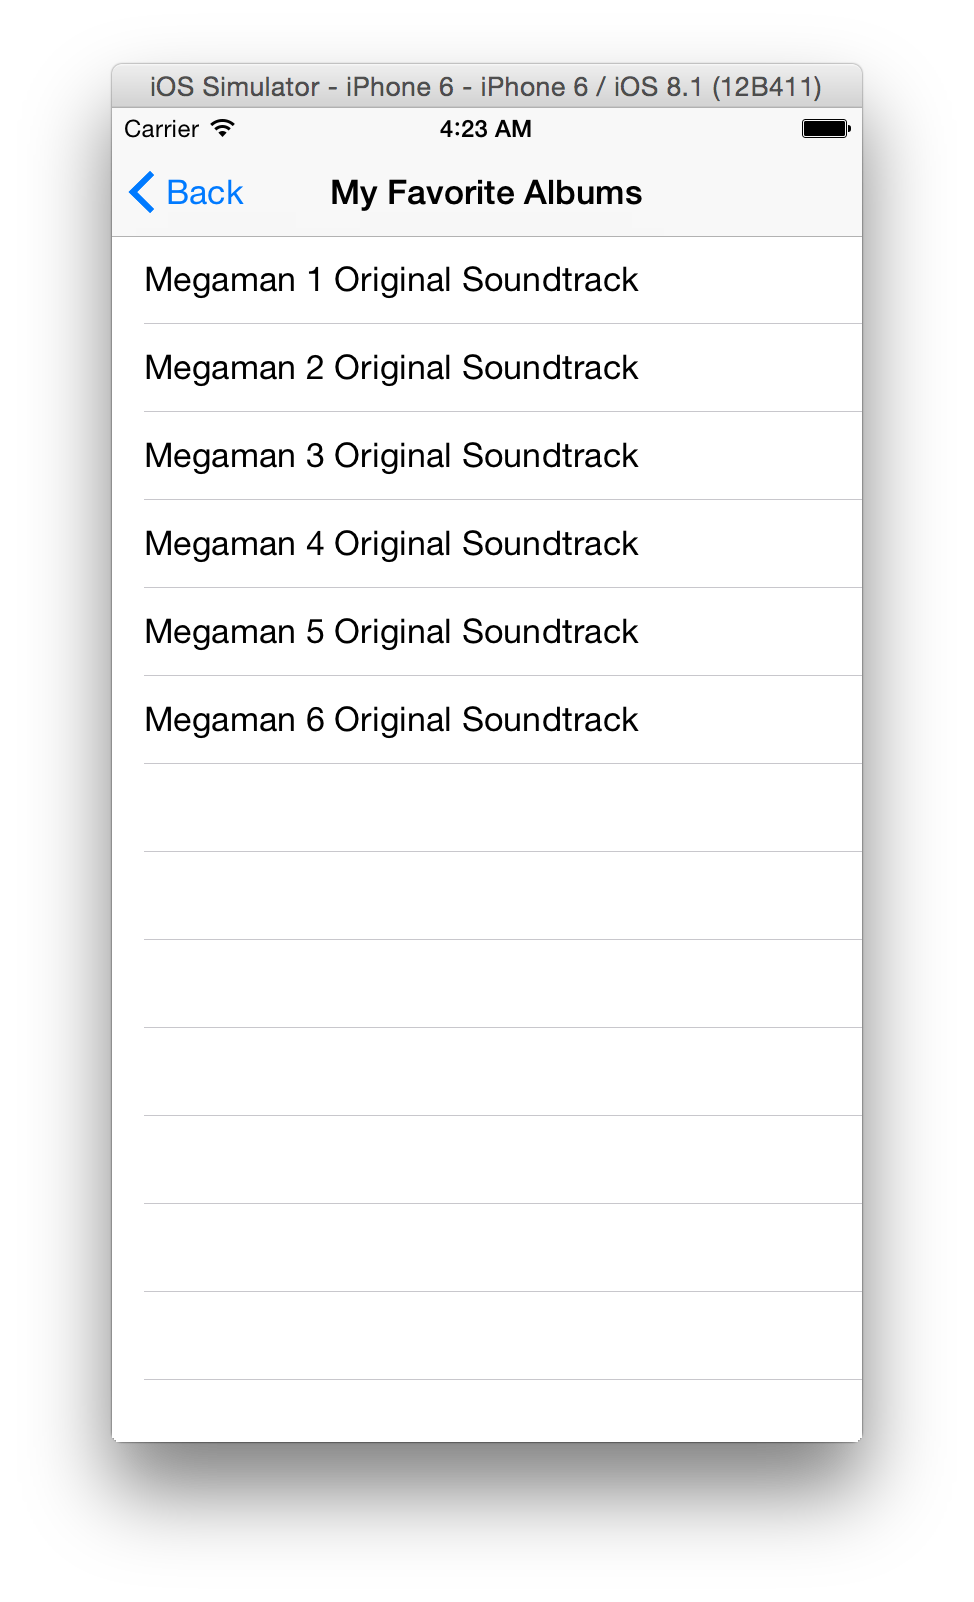 iOS Simulator - iPhone 6 - iPhone 6 / iOS 8.1 (12B411)
Carrier 4:23 AM
Back My Favorite Albums
Megaman 1 Original Soundtrack
Megaman 2 Original Soundtrack
Megaman 3 Original Soundtrack
Megaman 4 Original Soundtrack
Megaman 5 Original Soundtrack
Megaman 6 Original Soundtrack